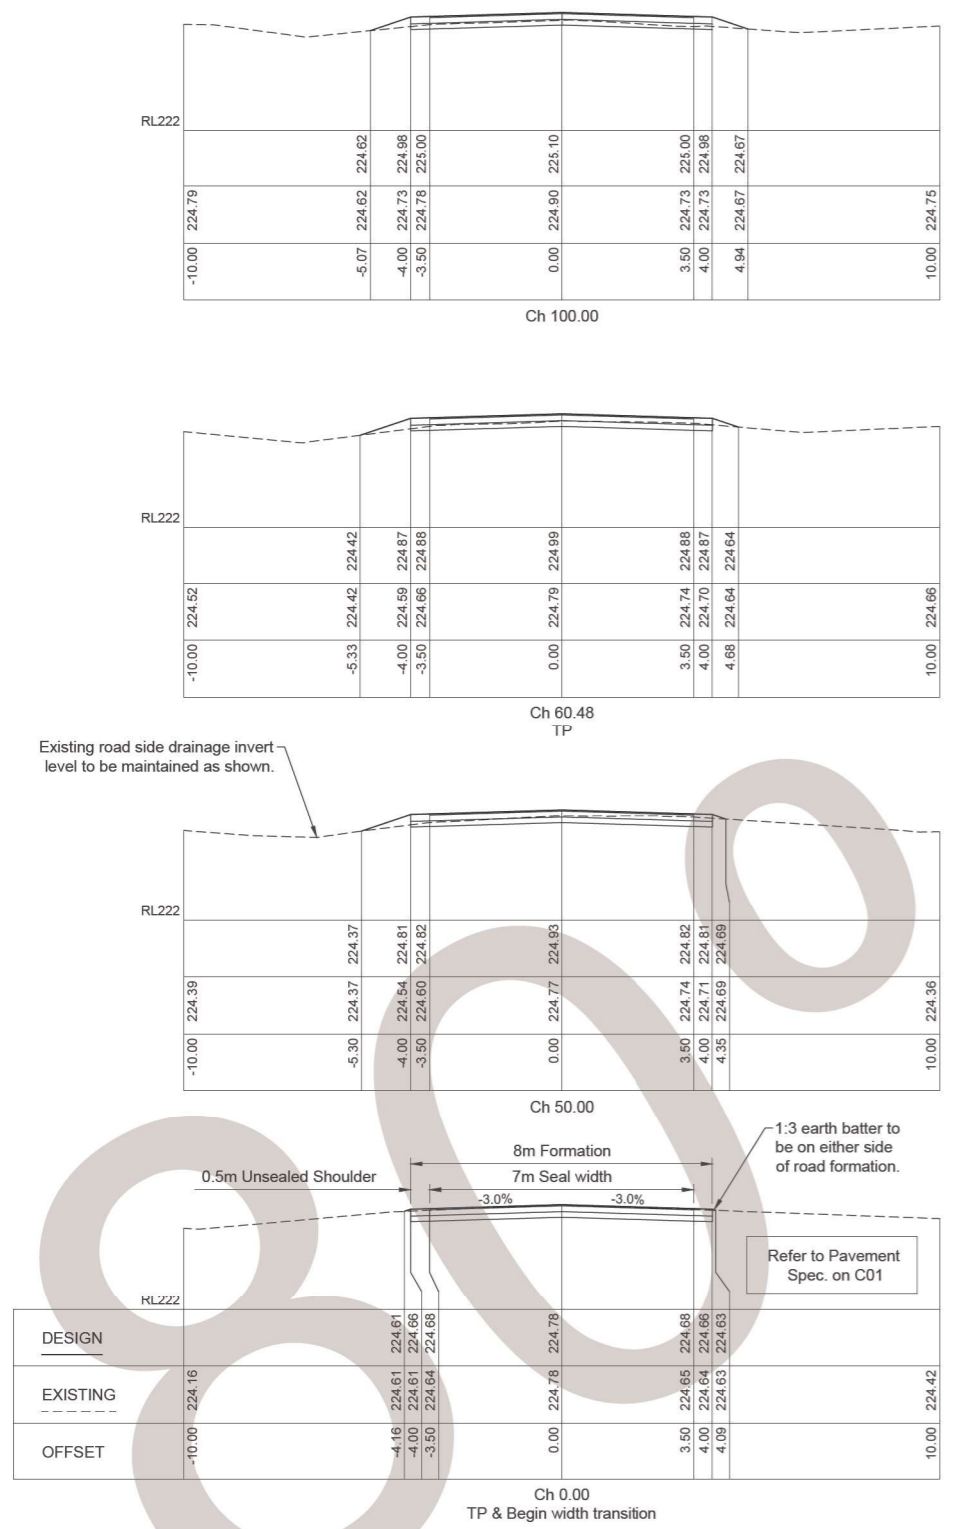 RL222
224.62 224.98 225.00 225.10 225.00 224.98 224.67
224.79 224.62 224.73 224.78 224.90 224.73 224.73 224.67 224.75
-10.00 -5.07 -4.00 -3.50 0.00 3.50 4.00 4.94 10.00
Ch 100.00
RL222
224.42 224.87 224.88 224.99 224.88 224.87 224.64
224.52 224.42 224.59 224.66 224.79 224.74 224.70 224.64 224.66
-10.00 -5.33 -4.00 -3.50 0.00 3.50 4.00 4.68 10.00
Ch 60.48
TP
Existing road side drainage invert
level to be maintained as shown.
RL222
224.37 224.81 224.82 224.93 224.82 224.81 224.69
224.39 224.37 224.54 224.60 224.77 224.74 224.71 224.69 224.36
-10.00 -5.30 -4.00 -3.50 0.00 3.50 4.00 4.35 10.00
Ch 50.00
1:3 earth batter to
be on either side
of road formation.
8m Formation
0.5m Unsealed Shoulder 7m Seal width
-3.0% -3.0%
Refer to Pavement
Spec. on C01
RL222
DESIGN 224.61 224.66 224.68 224.78 224.68 224.66 224.63
EXISTING 224.16 224.61 224.61 224.64 224.78 224.65 224.64 224.63 224.42
OFFSET -10.00 -4.16 -4.00 -3.50 0.00 3.50 4.00 4.09 10.00
Ch 0.00
TP & Begin width transition